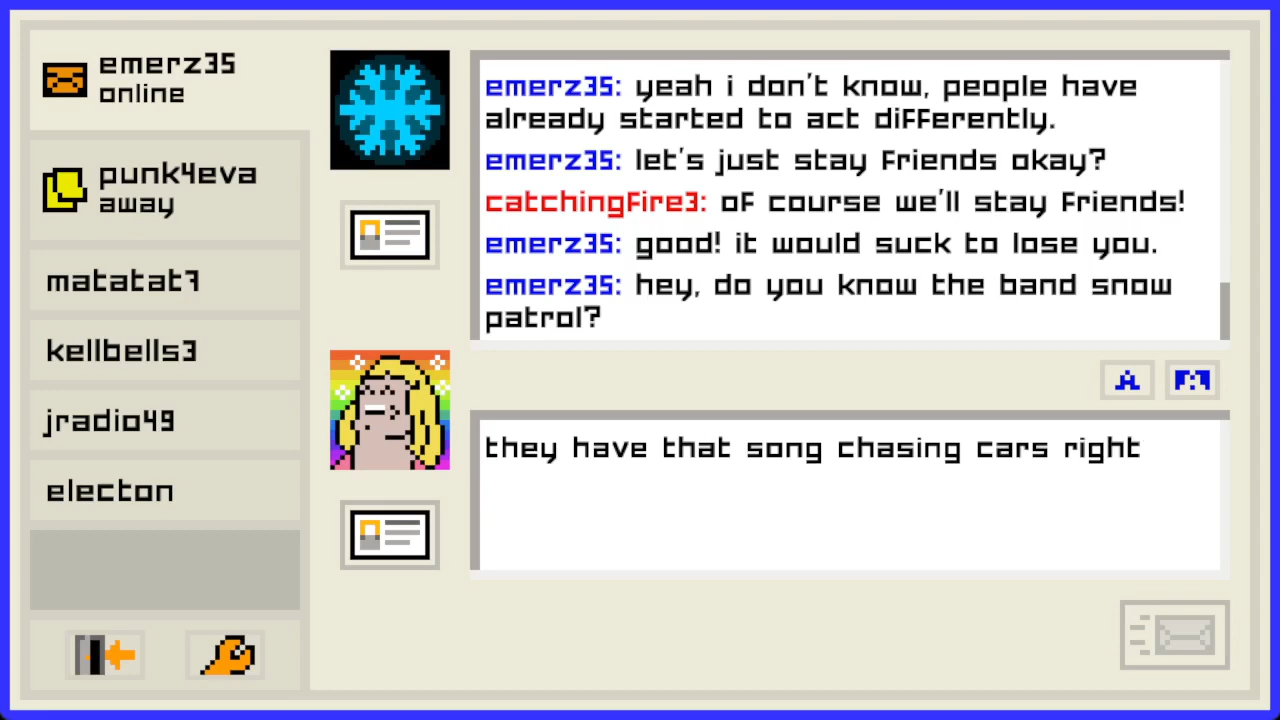 emerz35
online
punk4eva
away
matatat7
kellbells3
jradio49
electon
emerz35: yeah i don't know, people have
already started to act differently.
emerz35: let's just stay friends okay?
catchingfire3: of course we'll stay friends!
emerz35: good! it would suck to lose you.
emerz35: hey, do you know the band snow
patrol?
A
they have that song chasing cars right